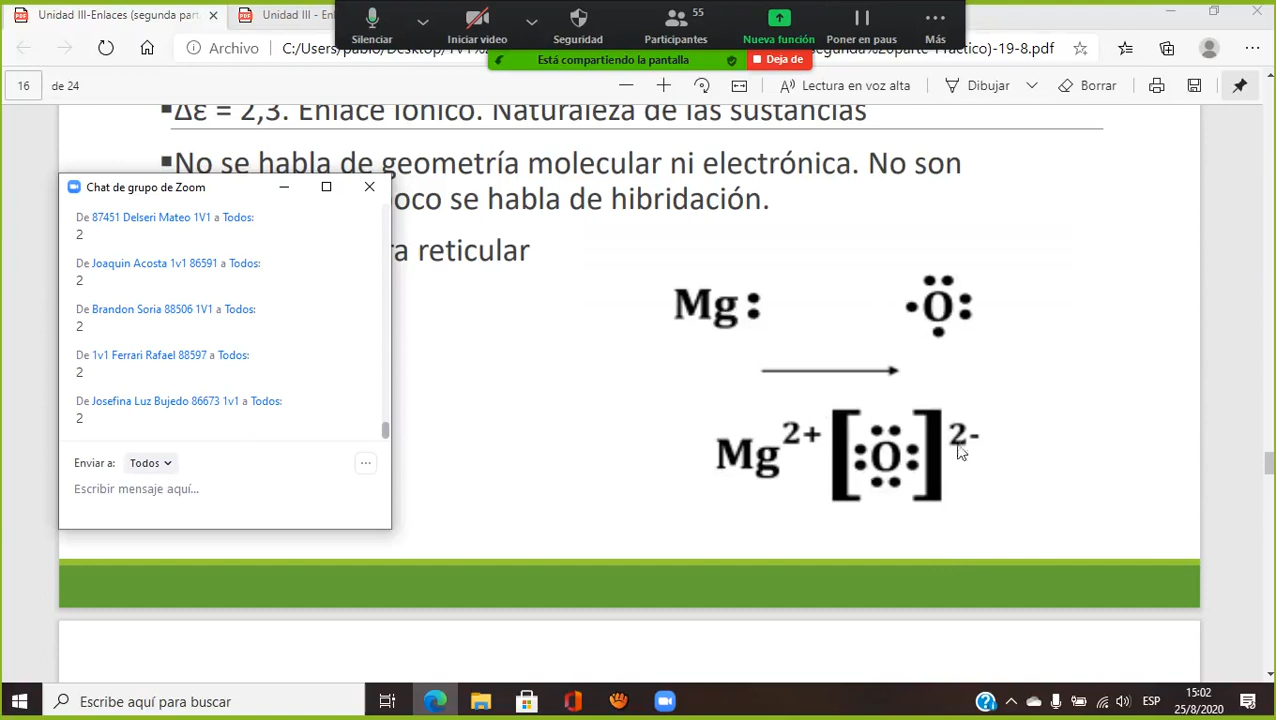 Unidad III-Enlaces (segunda part
Unidad III - En
Silenciar
Iniciar video
Seguridad
55
Participantes
Nueva función
Poner en paus
Más
Está compartiendo la pantalla
Deja de
Archivo
C:/Users/pablo/Desktop/1V1
segunda%20parte
Practico)-19-8.pdf
16 de 24
Lectura en voz alta
Dibujar
Borrar
▪Δε = 2,3. Enlace Iónico. Naturaleza de las sustancias
▪No se habla de geometría molecular ni electrónica. No son
oco se habla de hibridación.
a reticular
Mg: O
Mg 2+ [O] 2-
Chat de grupo de Zoom
De 87451 Delseri Mateo 1V1 a Todos:
2
De Joaquin Acosta 1v1 86591 a Todos:
2
De Brandon Soria 88506 1V1 a Todos:
2
De 1v1 Ferrari Rafael 88597 a Todos:
2
De Josefina Luz Bujedo 86673 1v1 a Todos:
2
Enviar a: Todos
Escribir mensaje aquí...
Escribe aquí para buscar
ESP
15:02
25/8/2020